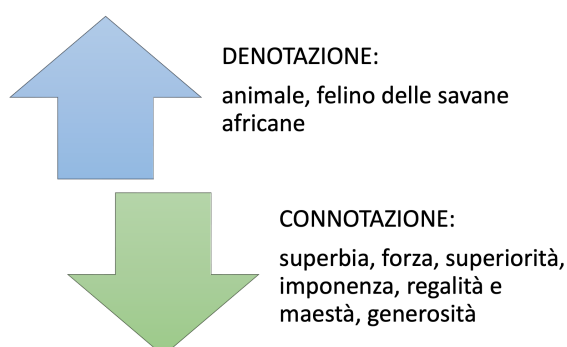 DENOTAZIONE:
animale, felino delle savane
africane
CONNOTAZIONE:
superbia, forza, superiorità,
imponenza, regalità e
maestà, generosità